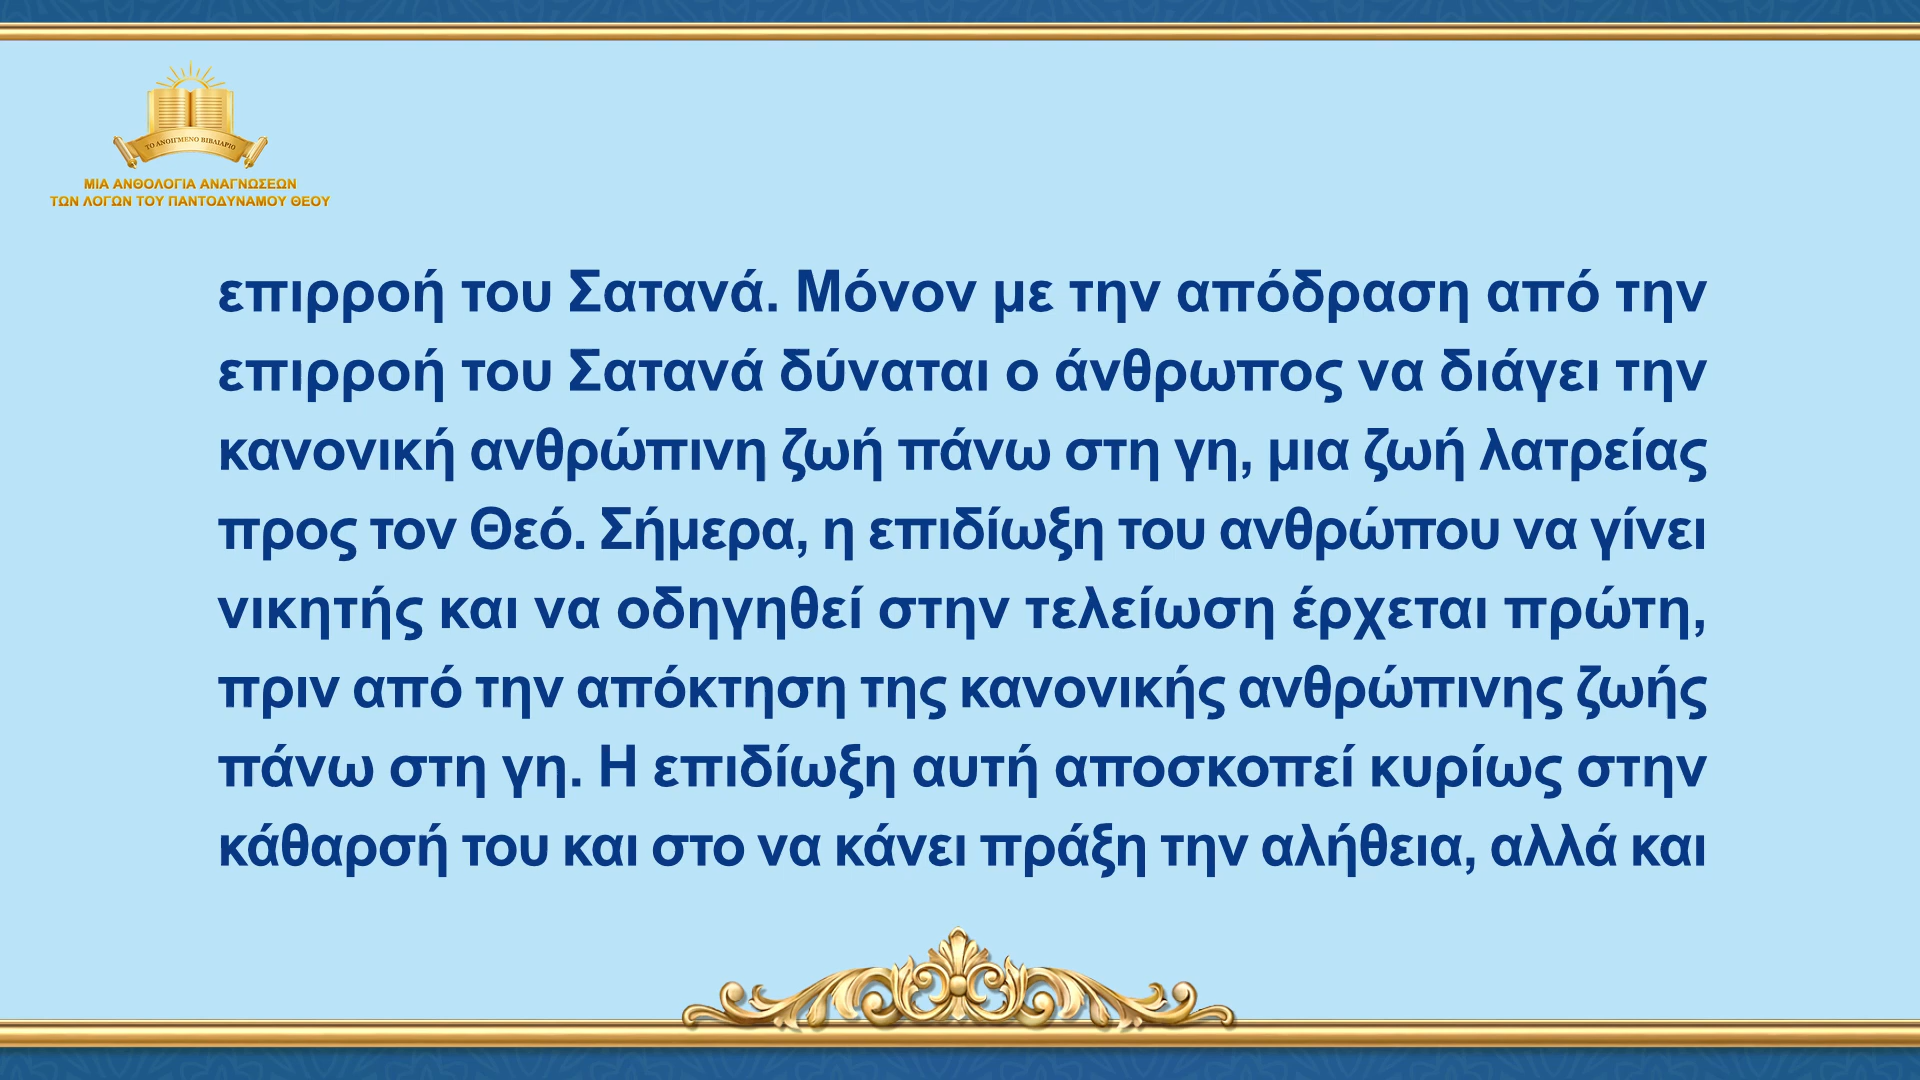 ΤΟ ΑΝΟΙΓΜΕΝΟ ΒΙΒΛΙΑΡΙΟ
ΜΙΑ ΑΝΘΟΛΟΓΙΑ ΑΝΑΓΝΩΣΕΩΝ
ΤΩΝ ΛΟΓΩΝ ΤΟΥ ΠΑΝΤΟΔΥΝΑΜΟΥ ΘΕΟΥ
επιρροή του Σατανά. Μόνον με την απόδραση από την
επιρροή του Σατανά δύναται ο άνθρωπος να διάγει την
κανονική ανθρώπινη ζωή πάνω στη γη, μια ζωή λατρείας
προς τον Θεό. Σήμερα, η επιδίωξη του ανθρώπου να γίνει
νικητής και να οδηγηθεί στην τελείωση έρχεται πρώτη,
πριν από την απόκτηση της κανονικής ανθρώπινης ζωής
πάνω στη γη. Η επιδίωξη αυτή αποσκοπεί κυρίως στην
κάθαρσή του και στο να κάνει πράξη την αλήθεια, αλλά και